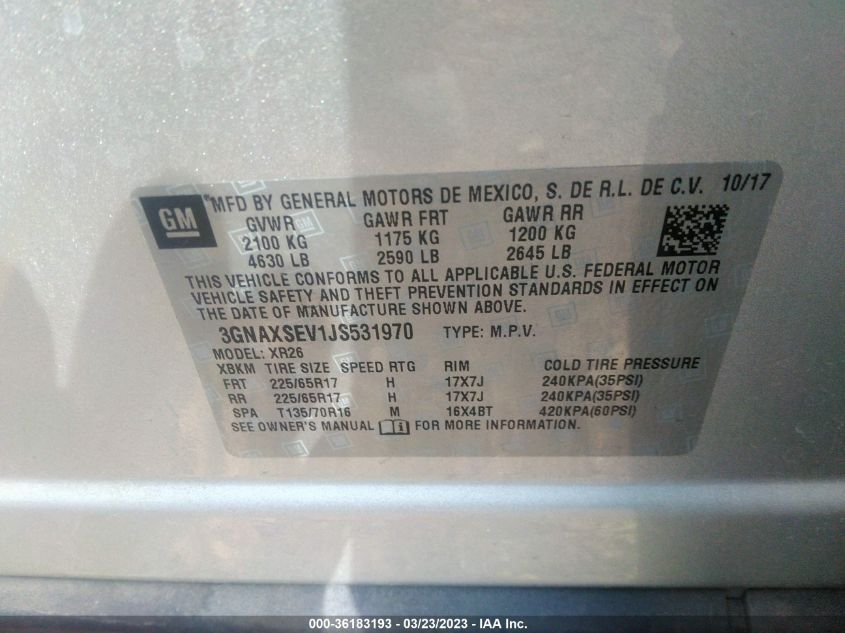 GM
MFD BY GENERAL MOTORS DE MEXICO, S. DE R.L. DE C.V. 10/17
GVWR GAWR FRT GAWR RR
2100 KG 1175 KG 1200 KG
4630 LB 2590 LB 2645 LB
THIS VEHICLE CONFORMS TO ALL APPLICABLE U.S. FEDERAL MOTOR
VEHICLE SAFETY AND THEFT PREVENTION STANDARDS IN EFFECT ON
THE DATE OF MANUFACTURE SHOWN ABOVE.
3GNAXSEV1JS531970 TYPE: M.P.V.
MODEL: XR26
XBKM TIRE SIZE SPEED RTG RIM COLD TIRE PRESSURE
FRT 225/65R17 H 17X7J 240KPA(35PSI)
RR 225/65R17 H 17X7J 240KPA(35PSI)
SPA T135/70R16 M 16X4BT 420KPA(60PSI)
SEE OWNER'S MANUAL FOR MORE INFORMATION.
000-36183193 - 03/23/2023 - IAA Inc.